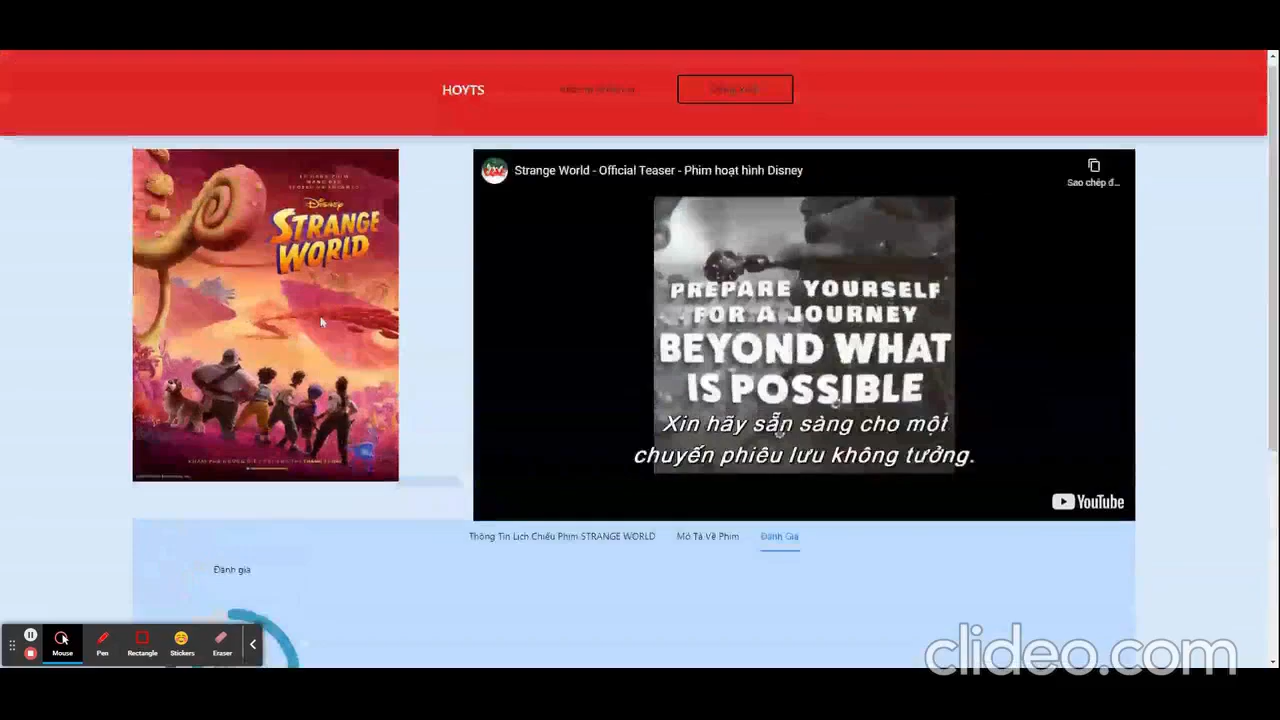 HOYTS
Strange World - Official Teaser - Phim hoạt hình Disney
Sao chép đ...
Disney
STRANGE
WORLD
PREPARE YOURSELF
FOR A JOURNEY
BEYOND WHAT
IS POSSIBLE
Xin hãy sẵn sàng cho một
chuyến phiêu lưu không tưởng.
YouTube
Thông Tin Lịch Chiếu Phim STRANGE WORLD
Mô Tả Về Phim
Đánh Giá
Đánh giá
Mouse
Pen
Rectangle
Stickers
Eraser
clideo.com